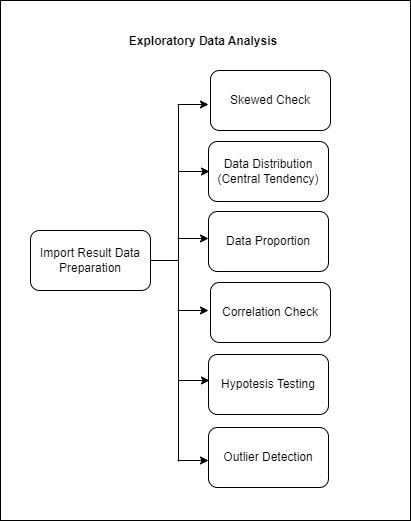 Exploratory Data Analysis
Skewed Check
Data Distribution
(Central Tendency)
Data Proportion
Import Result Data
Preparation
Correlation Check
Hypotesis Testing
Outlier Detection